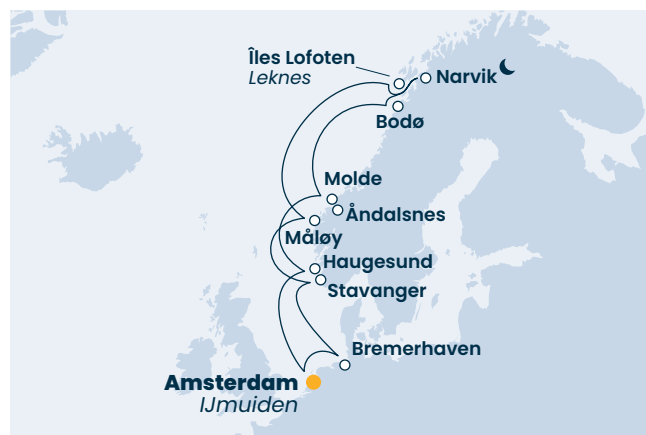 Îles Lofoten
Leknes
Narvik
Bodø
Molde
Åndalsnes
Måløy
Haugesund
Stavanger
Bremerhaven
Amsterdam
IJmuiden